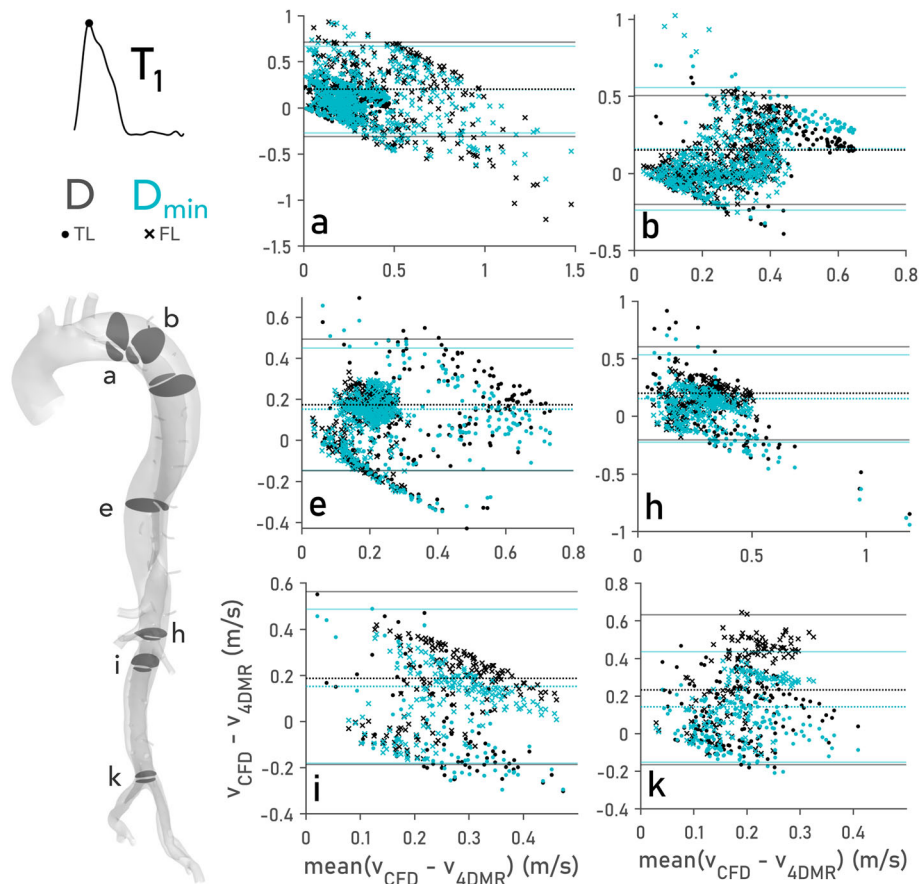 T1
D Dmin
• TL × FL
b
a
e
h
i
k
1
0.5
0
-0.5
-1
-1.5
a
0 0.5 1 1.5
1
0.5
0
-0.5
b
0 0.2 0.4 0.6 0.8
0.6
0.4
0.2
0
-0.2
-0.4
e
0 0.2 0.4 0.6 0.8
1
0.5
0
-0.5
-1
h
0 0.5 1
0.6
0.4
0.2
0
-0.2
-0.4
i
0 0.1 0.2 0.3 0.4 0.5
vCFD - v4DMR (m/s)
mean(vCFD - v4DMR) (m/s)
0.8
0.6
0.4
0.2
0
-0.2
-0.4
k
0 0.1 0.2 0.3 0.4
mean(vCFD - v4DMR) (m/s)